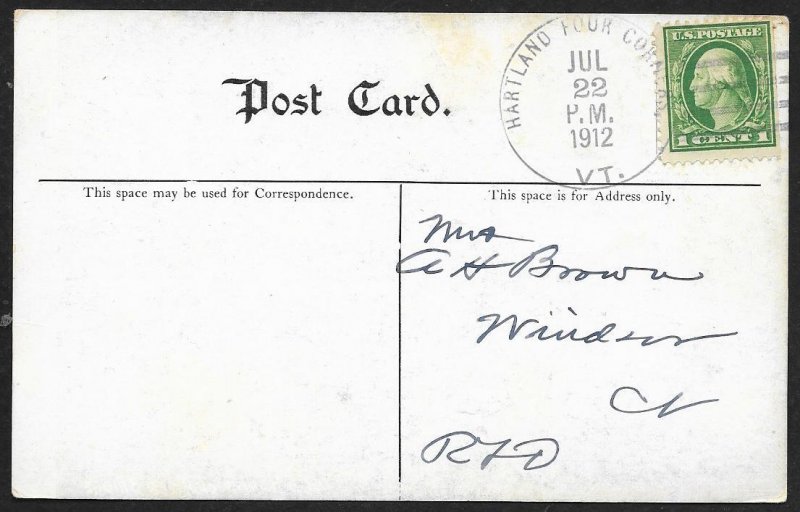 Post Card.
HARTLAND FOUR CORNERS
JUL
22
P.M.
1912
VT.
U.S. POSTAGE
1 CENT 1
This space may be used for Correspondence.
This space is for Address only.
Mrs
A H Brown
Windsor
RFD